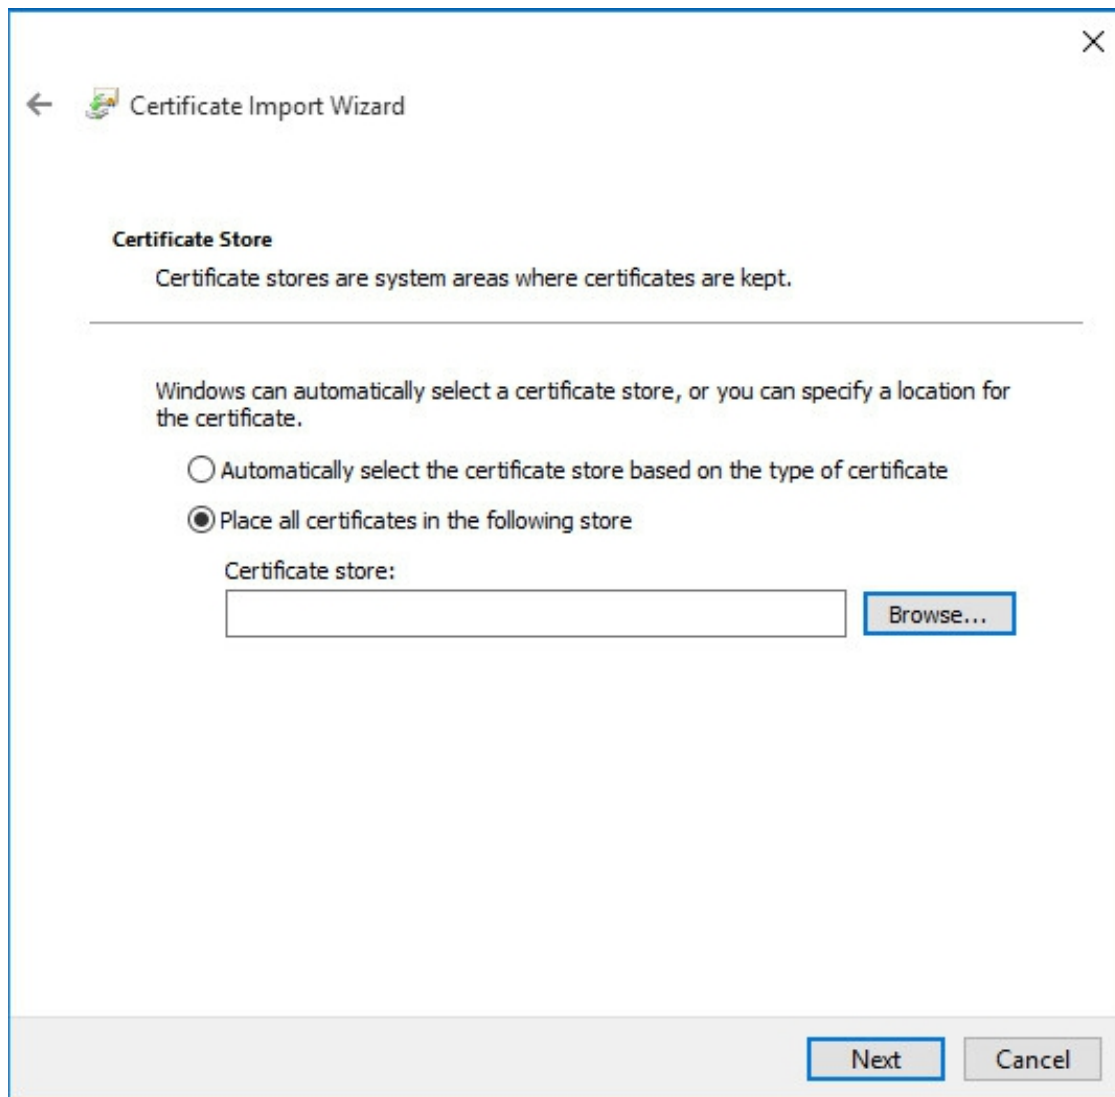 Certificate Import Wizard
Certificate Store
Certificate stores are system areas where certificates are kept.
Windows can automatically select a certificate store, or you can specify a location for
the certificate.
Automatically select the certificate store based on the type of certificate
Place all certificates in the following store
Certificate store:
Browse...
Next
Cancel